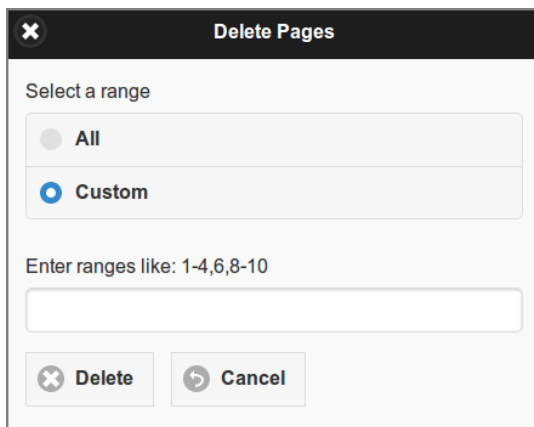 Delete Pages
Select a range
All
Custom
Enter ranges like: 1-4,6,8-10
Delete Cancel